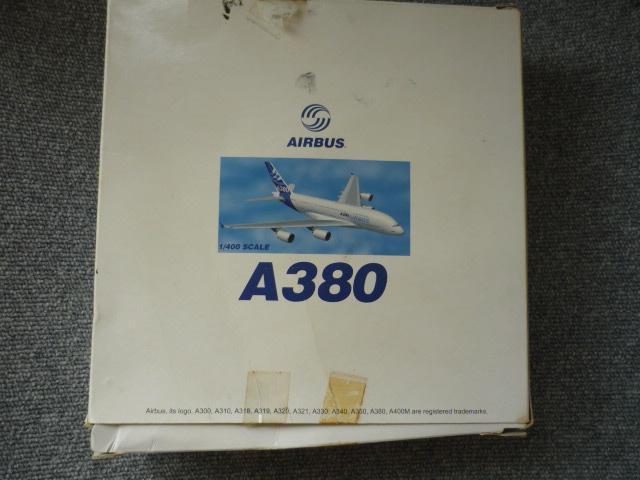 AIRBUS
A380
1/400 SCALE
A380
Airbus, its logo, A300, A310, A318, A319, A320, A321, A330, A340, A350, A380, A400M are registered trademarks.